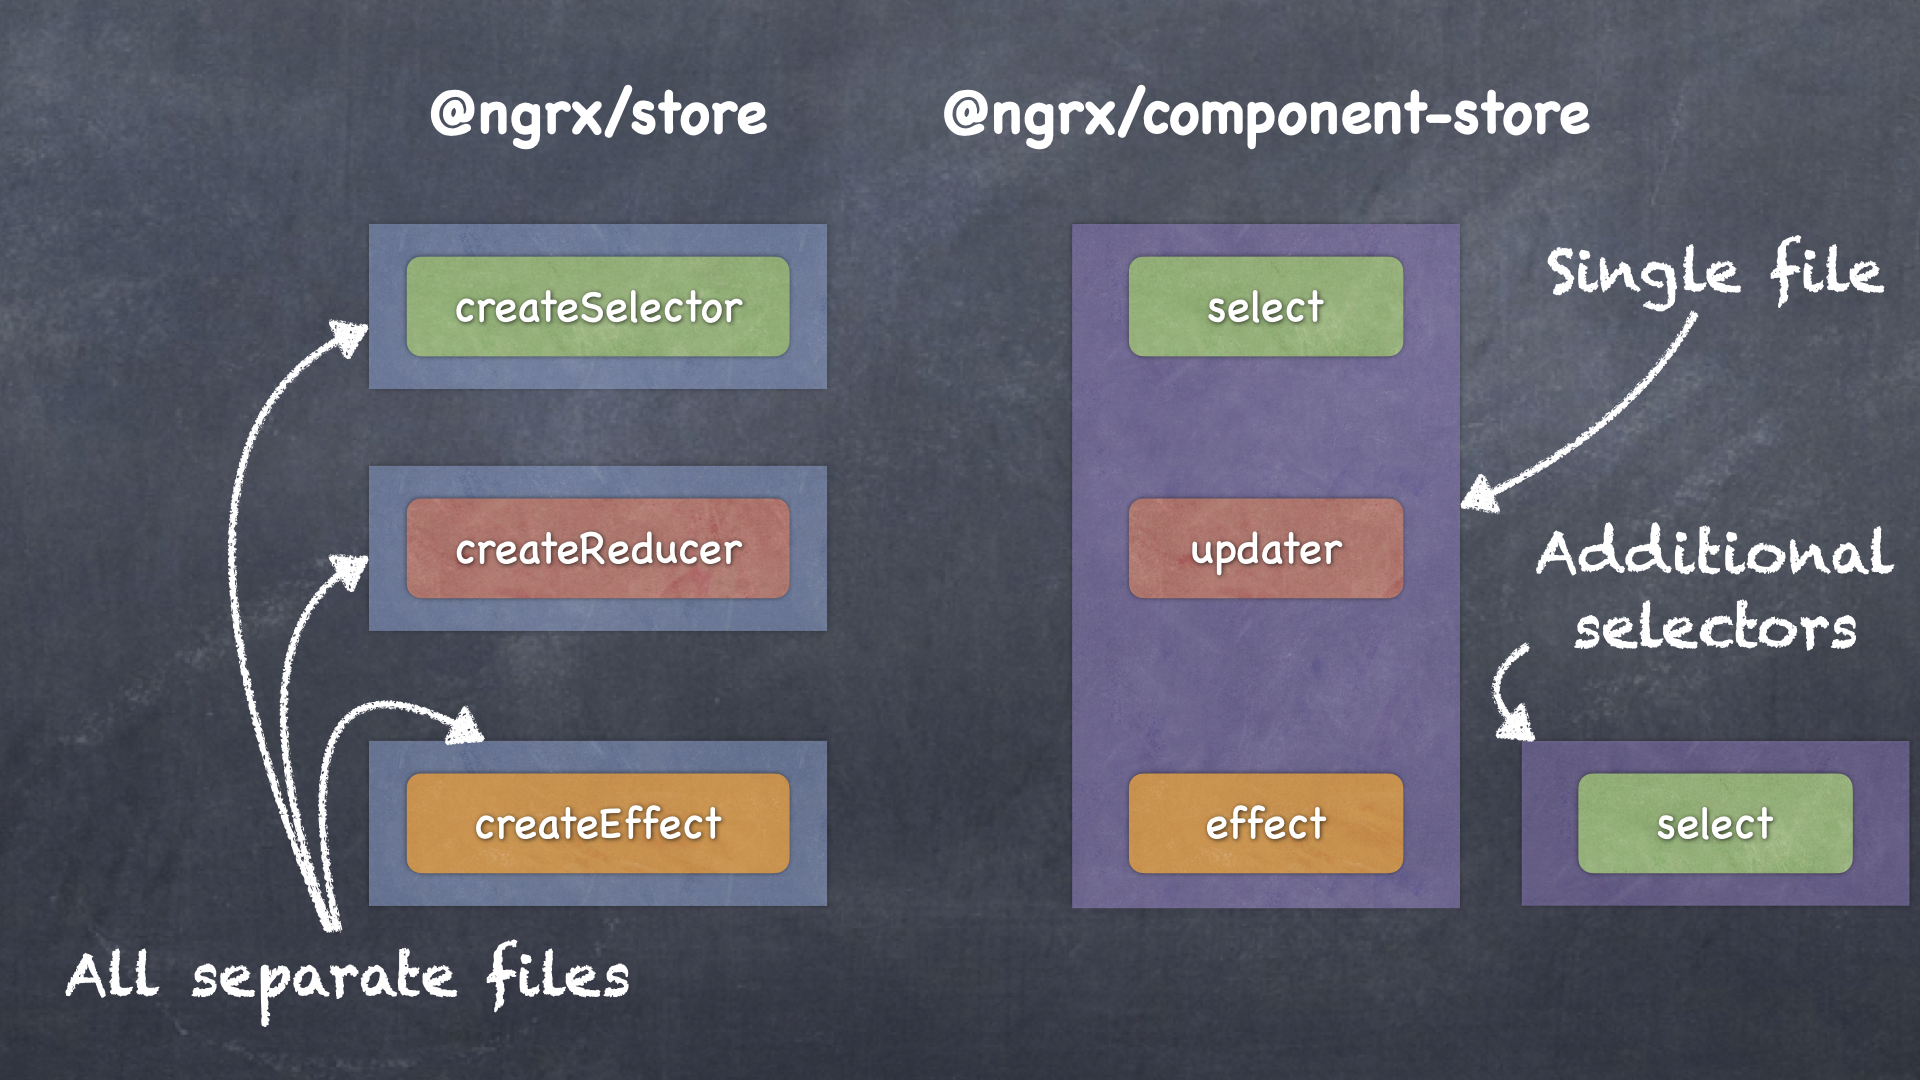 @ngrx/store
createSelector
createReducer
createEffect
All separate files
@ngrx/component-store
select
updater
effect
Single file
Additional
selectors
select